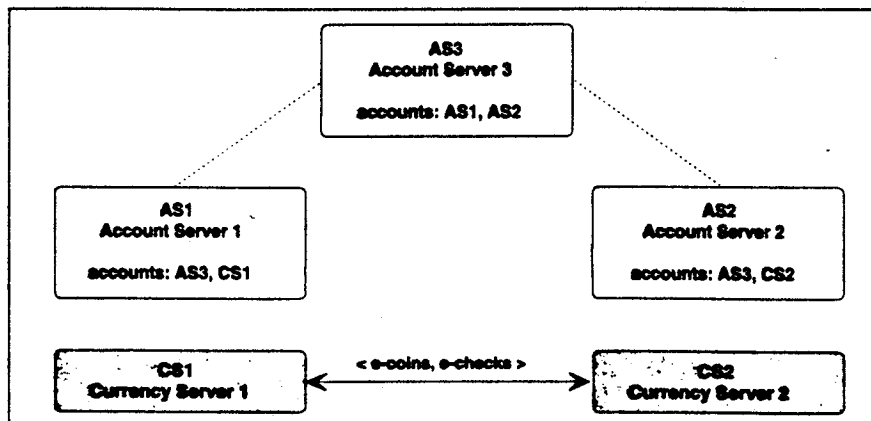 AS3
Account Server 3
accounts: AS1, AS2
AS1
Account Server 1
accounts: AS3, CS1
AS2
Account Server 2
accounts: AS3, CS2
CS1
Currency Server 1
< e-coins, e-checks >
CS2
Currency Server 2